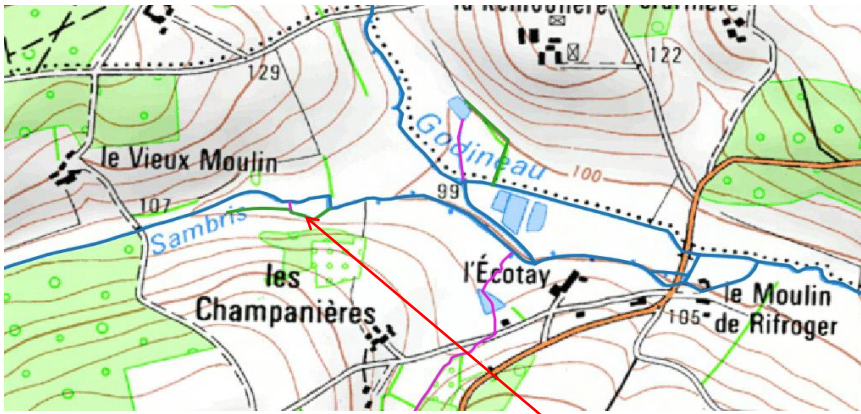 129
122
Godineau
le Vieux Moulin
100
107
99
Sambris
les
Champanières
l'Écotay
le Moulin
de Rifroger
105